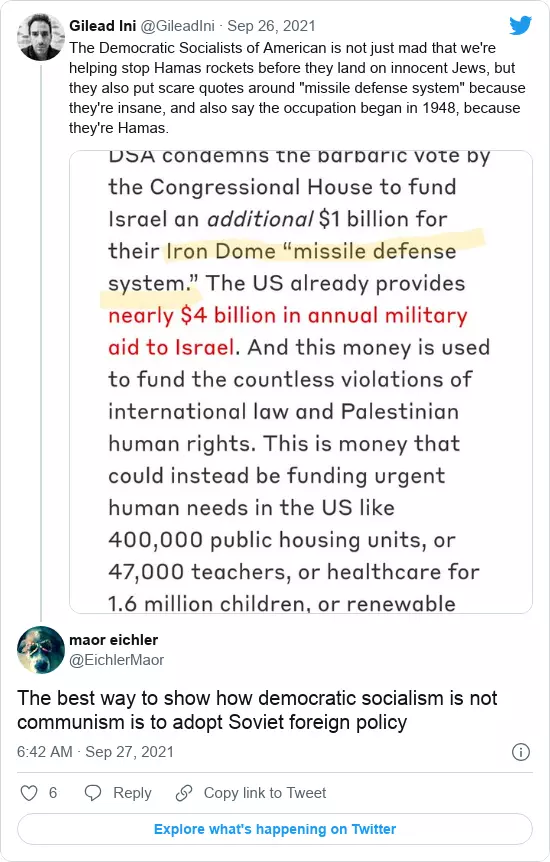 Gilead Ini @GileadIni · Sep 26, 2021
The Democratic Socialists of American is not just mad that we're
helping stop Hamas rockets before they land on innocent Jews, but
they also put scare quotes around "missile defense system" because
they're insane, and also say the occupation began in 1948, because
they're Hamas.
DSA condemns the barbaric vote by
the Congressional House to fund
Israel an additional $1 billion for
their Iron Dome “missile defense
system.” The US already provides
nearly $4 billion in annual military
aid to Israel. And this money is used
to fund the countless violations of
international law and Palestinian
human rights. This is money that
could instead be funding urgent
human needs in the US like
400,000 public housing units, or
47,000 teachers, or healthcare for
1.6 million children, or renewable
maor eichler
@EichlerMaor
The best way to show how democratic socialism is not
communism is to adopt Soviet foreign policy
6:42 AM · Sep 27, 2021
6 Reply Copy link to Tweet
Explore what's happening on Twitter